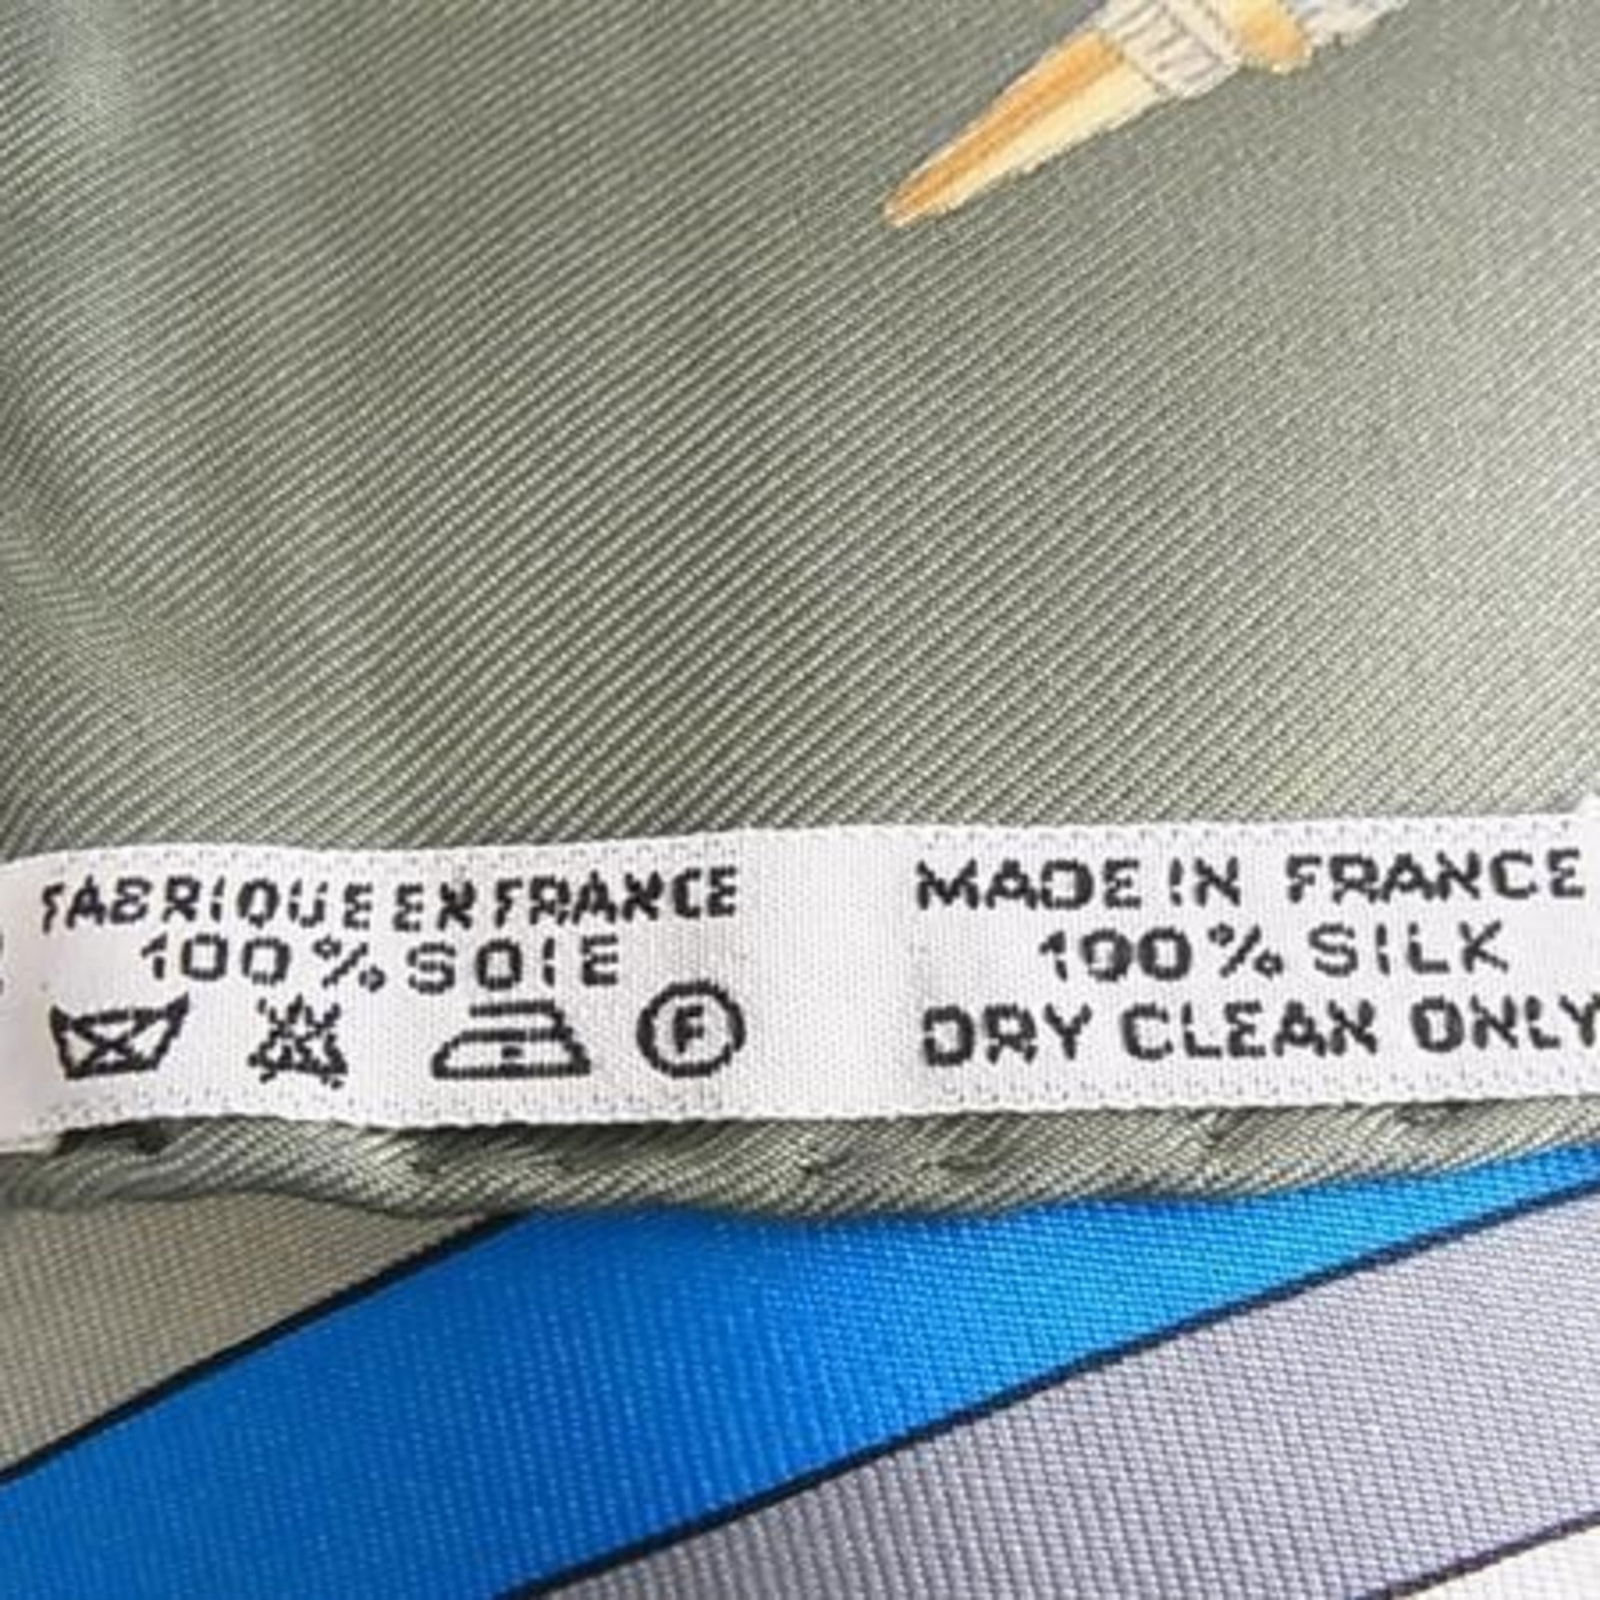 FABRIQUE EN FRANCE
100% SOIE
F
MADE IN FRANCE
100% SILK
DRY CLEAN ONLY